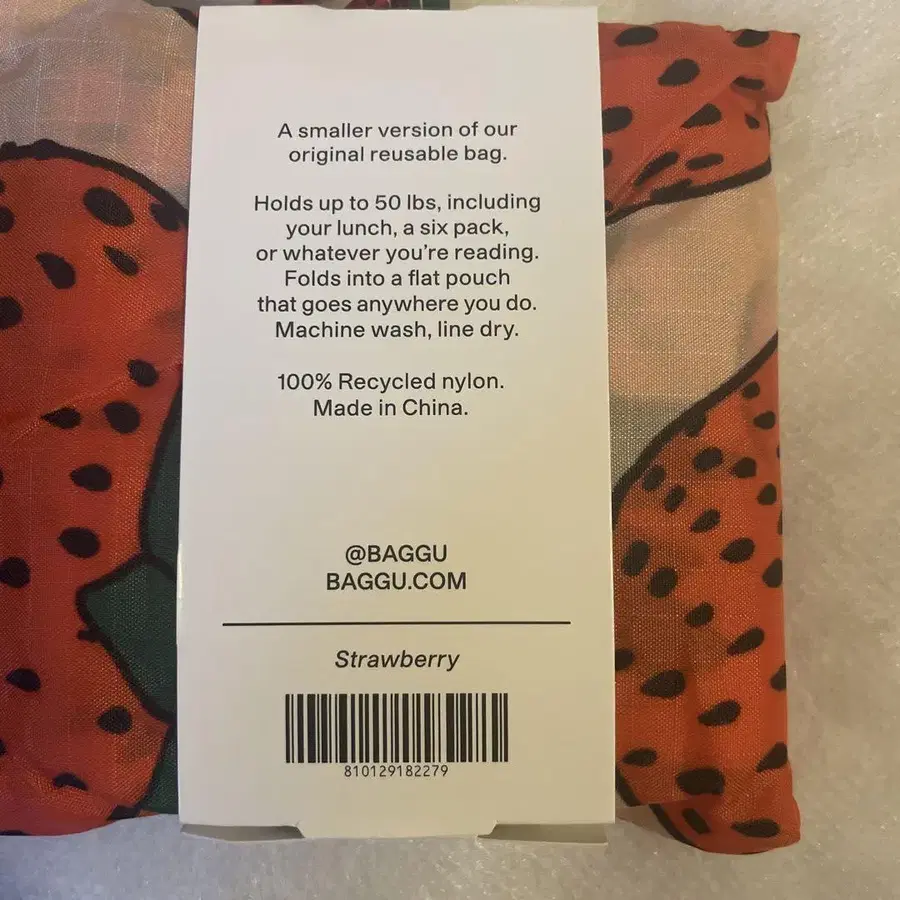 A smaller version of our
original reusable bag.
Holds up to 50 lbs, including
your lunch, a six pack,
or whatever you're reading.
Folds into a flat pouch
that goes anywhere you do.
Machine wash, line dry.
100% Recycled nylon.
Made in China.
@BAGGU
BAGGU.COM
Strawberry
810129182279